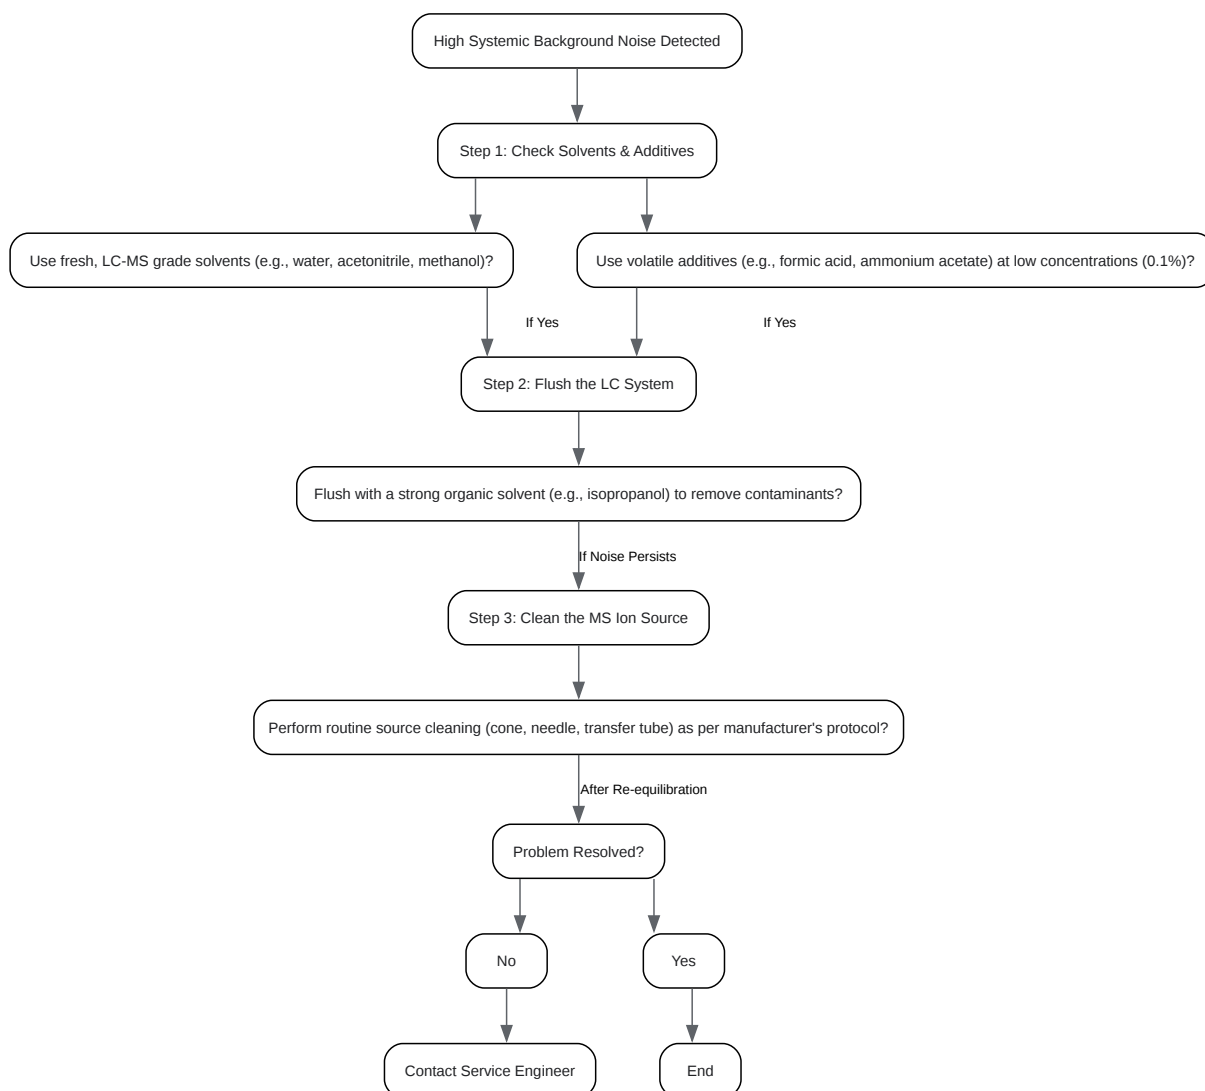 High Systemic Background Noise Detected
Step 1: Check Solvents & Additives
Use fresh, LC-MS grade solvents (e.g., water, acetonitrile, methanol)?
Use volatile additives (e.g., formic acid, ammonium acetate) at low concentrations (0.1%)?
If Yes
If Yes
Step 2: Flush the LC System
Flush with a strong organic solvent (e.g., isopropanol) to remove contaminants?
If Noise Persists
Step 3: Clean the MS Ion Source
Perform routine source cleaning (cone, needle, transfer tube) as per manufacturer's protocol?
After Re-equilibration
Problem Resolved?
No
Yes
Contact Service Engineer
End